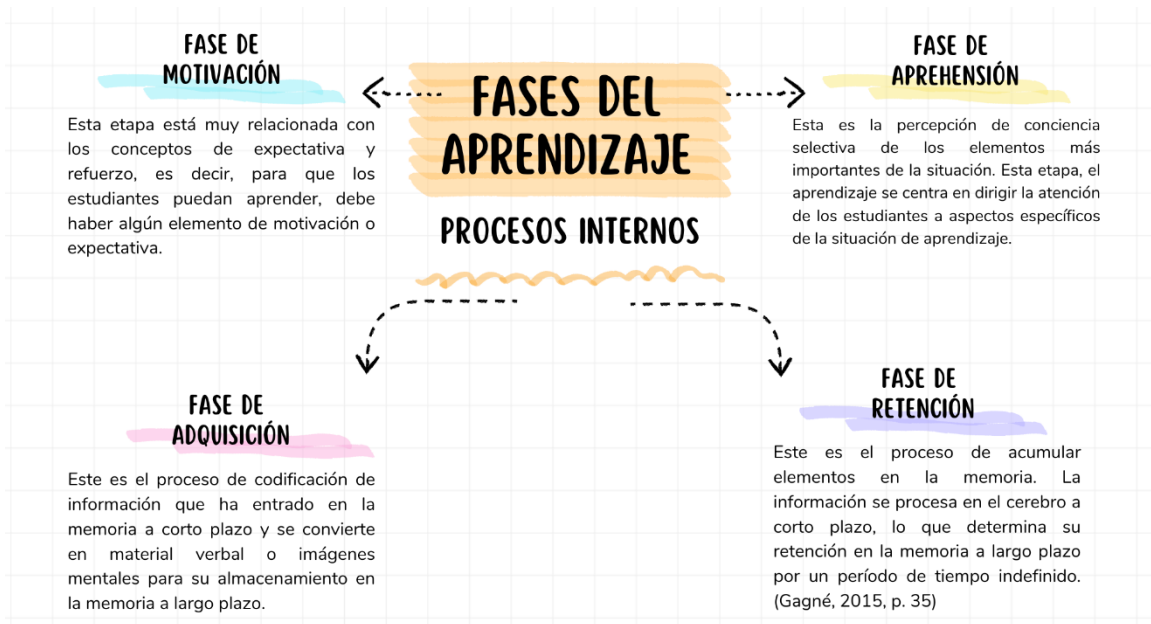 FASES DEL
APRENDIZAJE
PROCESOS INTERNOS
FASE DE
MOTIVACIÓN
Esta etapa está muy relacionada con
los conceptos de expectativa y
refuerzo, es decir, para que los
estudiantes puedan aprender, debe
haber algún elemento de motivación o
expectativa.
FASE DE
APREHENSIÓN
Esta es la percepción de conciencia
selectiva de los elementos más
importantes de la situación. Esta etapa, el
aprendizaje se centra en dirigir la atención
de los estudiantes a aspectos específicos
de la situación de aprendizaje.
FASE DE
ADQUISICIÓN
Este es el proceso de codificación de
información que ha entrado en la
memoria a corto plazo y se convierte
en material verbal o imágenes
mentales para su almacenamiento en
la memoria a largo plazo.
FASE DE
RETENCIÓN
Este es el proceso de acumular
elementos en la memoria. La
información se procesa en el cerebro a
corto plazo, lo que determina su
retención en la memoria a largo plazo
por un período de tiempo indefinido.
(Gagné, 2015, p. 35)